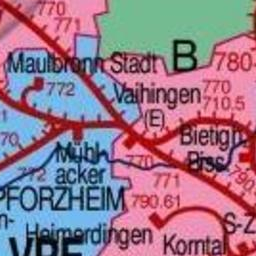 770
771
B
780-
Maulbronn Stadt
772
Vaihingen
(E)
770
710.5
70
Mühl-
acker
Bietigh.
Biss.
772
770
771
790.
PFORZHEIM
790.61
n-
Heimerdingen
S-Z
VPE
Korntal